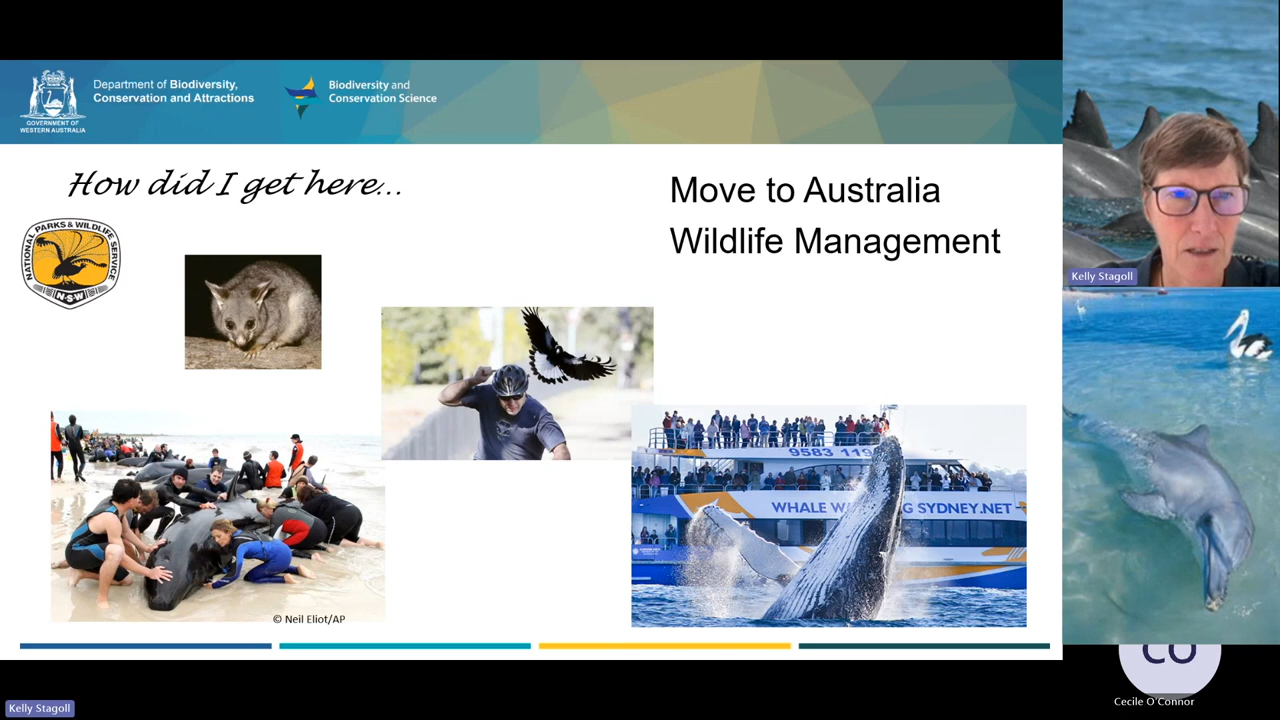 Department of Biodiversity,
Conservation and Attractions
GOVERNMENT OF
WESTERN AUSTRALIA
Biodiversity and
Conservation Science
How did I get here...
Move to Australia
Wildlife Management
NATIONAL PARKS & WILDLIFE SERVICE
N·S·W
9583 119
WHALE W G SYDNEY.NET
© Neil Eliot/AP
Kelly Stagoll
CO
Cecile O'Connor
Kelly Stagoll